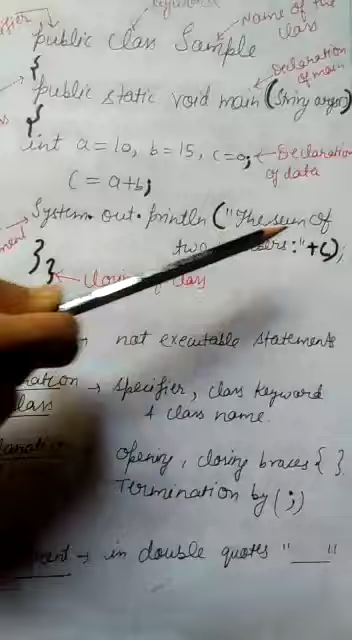 Name of the
class
public class Sample
{
Declaration
of main
public static void main (String args)
{
int a = 10, b = 15, c=0; ← Declaration
of data
C = a+b;
System.out.println ("The sum of
two :" + C);
}
} ← closing of class
→ not executable statements
→ specifier, class keyword
class
& class name.
opening, closing braces { }.
Termination by (;)
→ in double quotes "___"